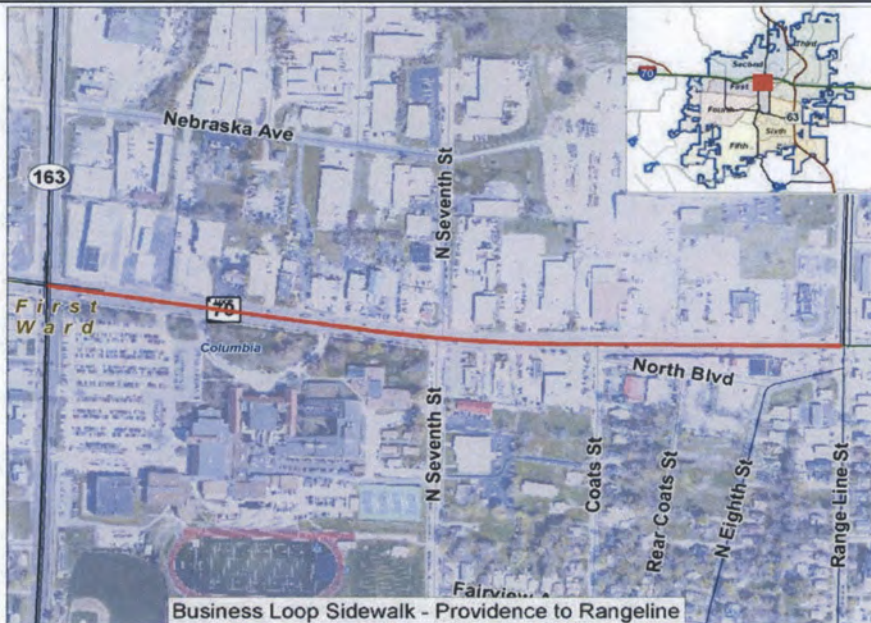 Third
Second
70
First
Fourth
63
Sixth
Fifth
Nebraska Ave
163
N Seventh St
First
Ward
70
Columbia
North Blvd
N Seventh St
Coats St
Rear Coats St
N Eighth St
Range Line St
Fairview
Business Loop Sidewalk - Providence to Rangeline